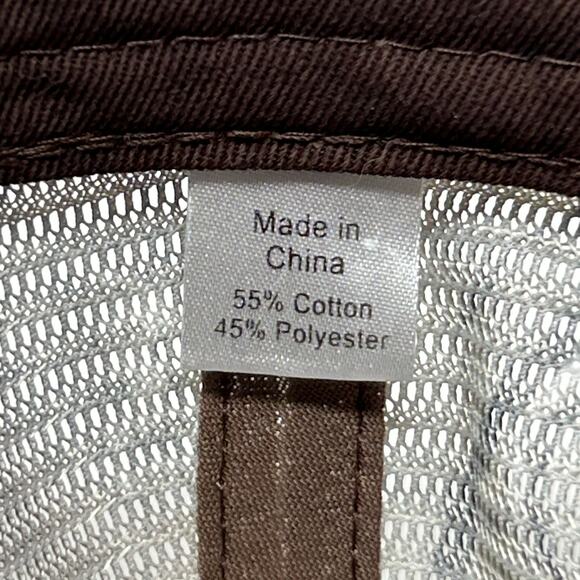 Made in
China
55% Cotton
45% Polyester